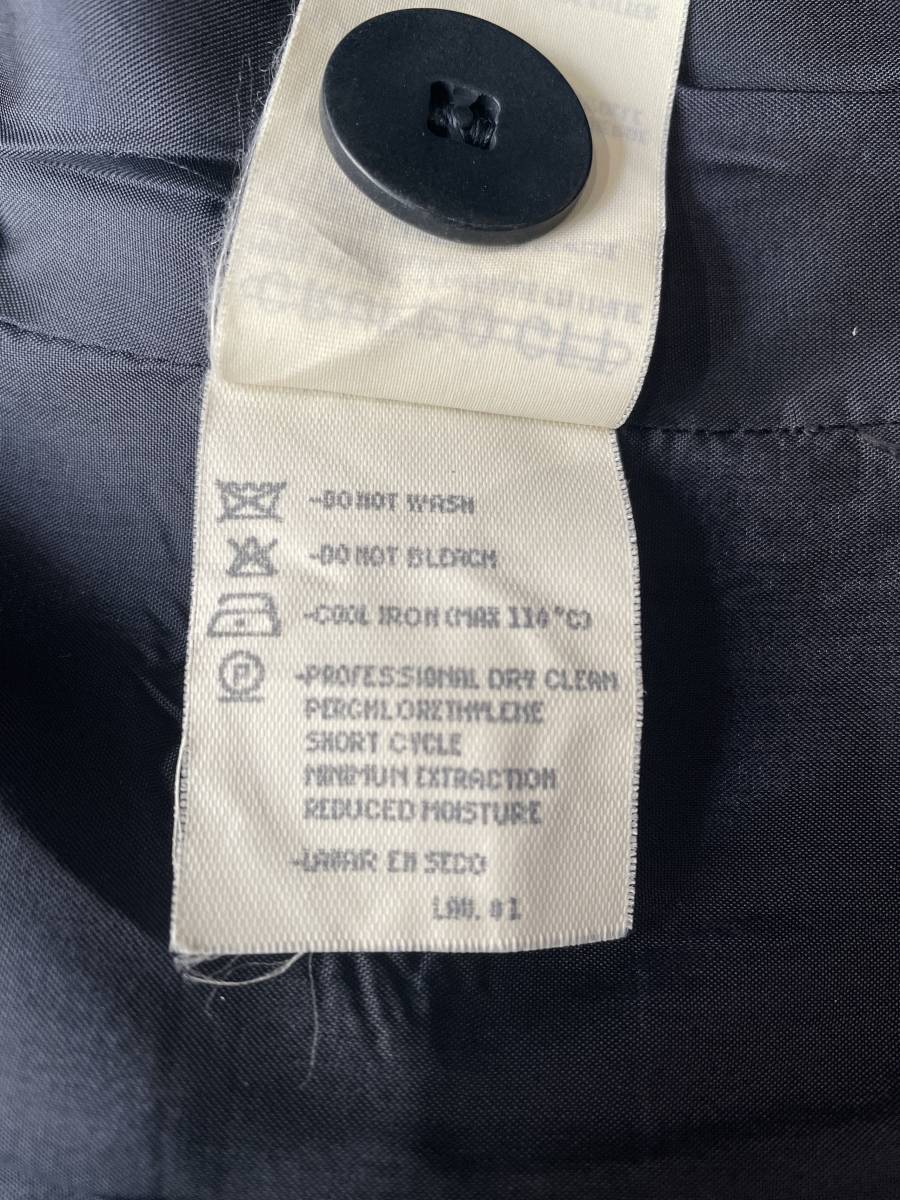 -DO NOT WASH
-DO NOT BLEACH
-COOL IRON (MAX 110°C)
P
-PROFESSIONAL DRY CLEAN
PERCHLORETHYLENE
SHORT CYCLE
MINIMUN EXTRACTION
REDUCED MOISTURE
-LAVAR EN SECO
LAV. #1